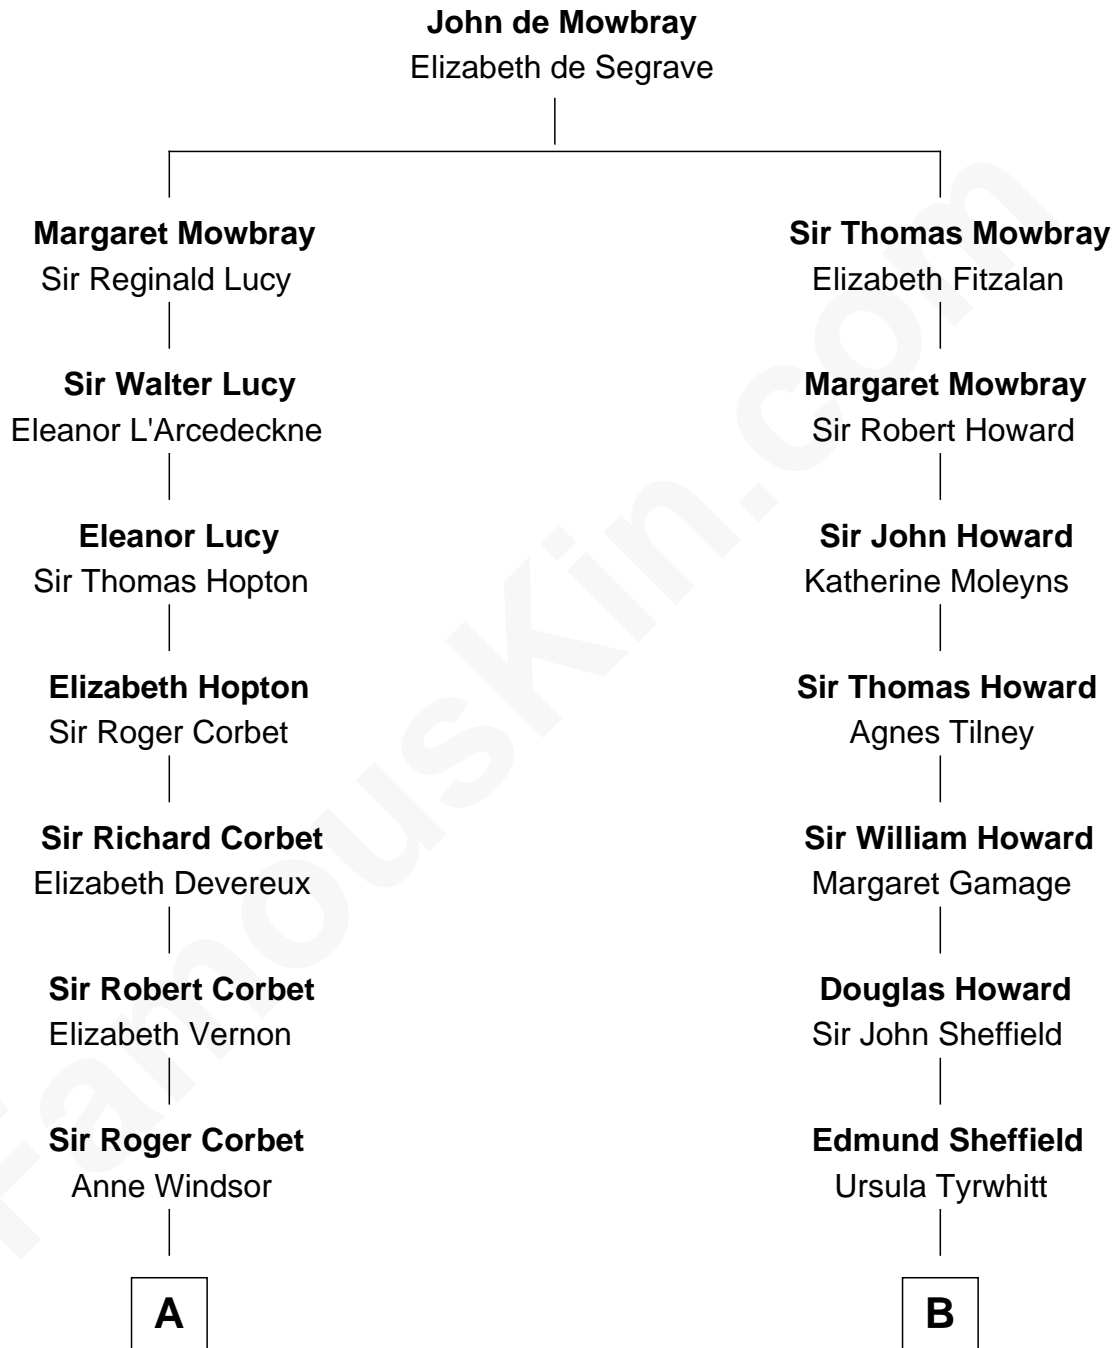 John de Mowbray
Elizabeth de Segrave
Margaret Mowbray
Sir Reginald Lucy
Sir Thomas Mowbray
Elizabeth Fitzalan
Sir Walter Lucy
Eleanor L'Arcedeckne
Margaret Mowbray
Sir Robert Howard
Eleanor Lucy
Sir Thomas Hopton
Sir John Howard
Katherine Moleyns
Elizabeth Hopton
Sir Roger Corbet
Sir Thomas Howard
Agnes Tilney
Sir Richard Corbet
Elizabeth Devereux
Sir William Howard
Margaret Gamage
Sir Robert Corbet
Elizabeth Vernon
Douglas Howard
Sir John Sheffield
Sir Roger Corbet
Anne Windsor
Edmund Sheffield
Ursula Tyrwhitt
A
B
FamousKin.com